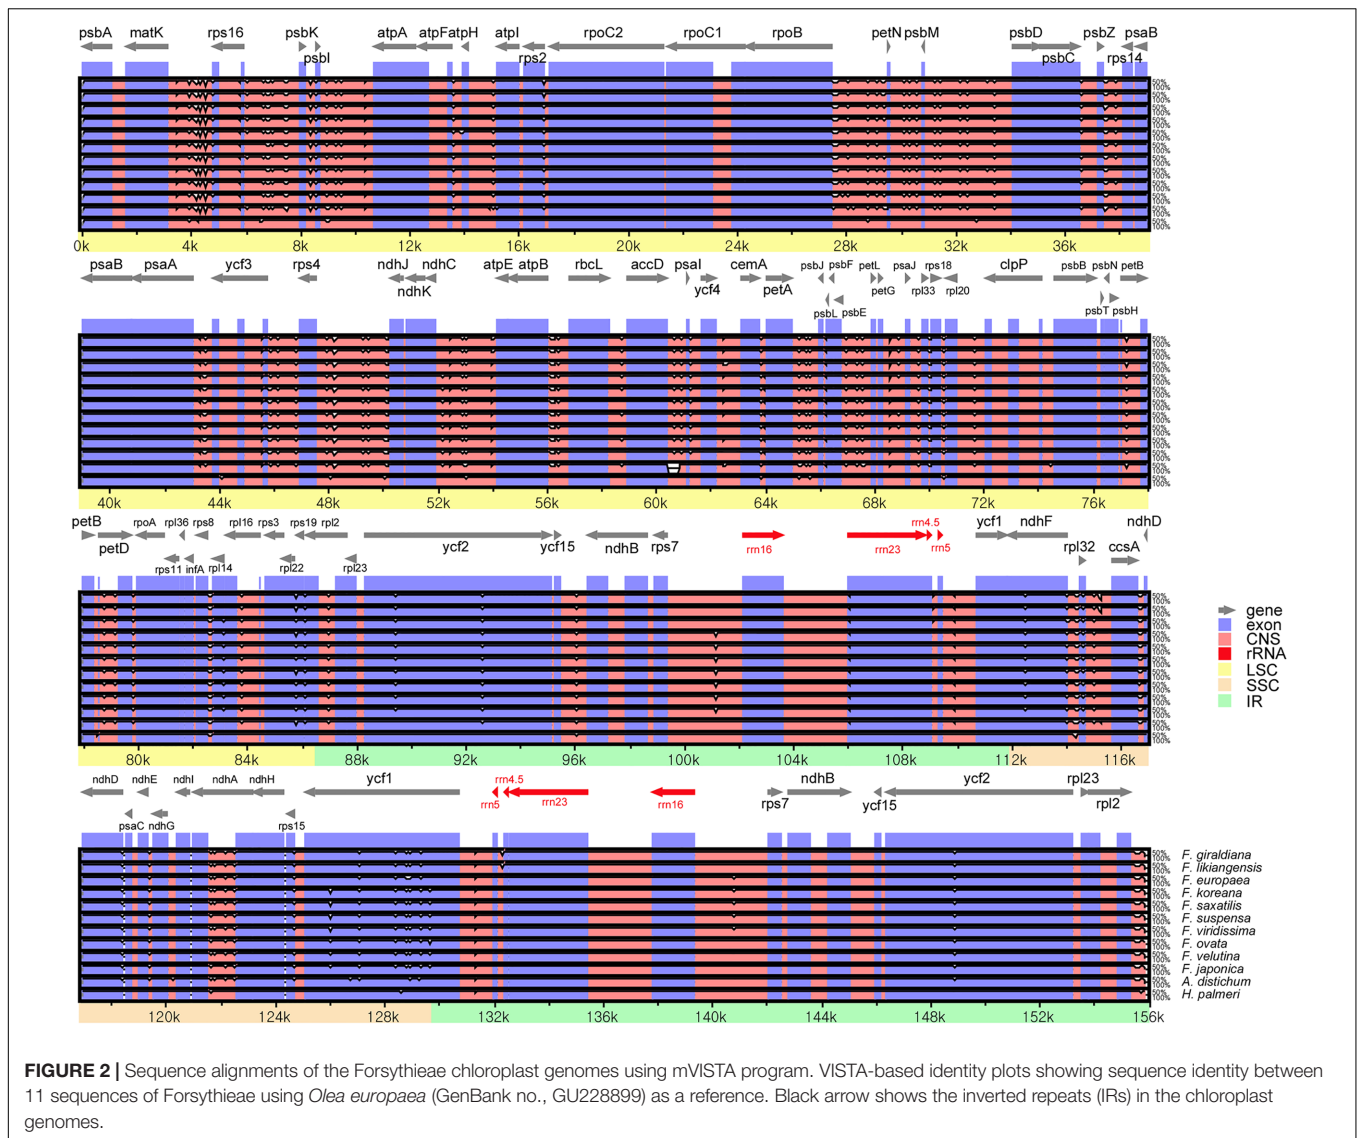 psbA matK rps16 psbK atpA atpF atpH atpI rpoC2 rpoC1 rpoB petN psbM psbD psbZ psaB
psbI rps2 psbC rps14
0k 4k 8k 12k 16k 20k 24k 28k 32k 36k
psaB psaA ycf3 rps4 ndhJ ndhC atpE atpB rbcL accD psaI cemA psbJ psbF petL psaJ rps18 clpP psbB psbN petB
ndhK ycf4 petA petG rpl33 rpl20
psbL psbE psbT psbH
40k 44k 48k 52k 56k 60k 64k 68k 72k 76k
petB rpoA rpl36 rps8 rpl16 rps3 rps19 rpl2 ycf2 ycf15 rps7 rrn16 rrn23 rrn4.5 ycf1 ndhF ndhD
petD ndhB rrn5 rpl32 ccsA
rps11 infA rpl14 rpl22 rpl23
80k 84k 88k 92k 96k 100k 104k 108k 112k 116k
gene
exon
CNS
rRNA
LSC
SSC
IR
ndhD ndhE ndhI ndhA ndhH ycf1 rrn4.5 ndhB ycf2 rpl23
rrn5 rrn23 rrn16 rps7 ycf15 rpl2
psaC ndhG rps15
50%
100%
F. giraldiana
F. likiangensis
F. europaea
F. koreana
F. saxatilis
F. suspensa
F. viridissima
F. ovata
F. velutina
F. japonica
A. distichum
H. palmeri
120k 124k 128k 132k 136k 140k 144k 148k 152k 156k
FIGURE 2 | Sequence alignments of the Forsythieae chloroplast genomes using mVISTA program. VISTA-based identity plots showing sequence identity between
11 sequences of Forsythieae using Olea europaea (GenBank no., GU228899) as a reference. Black arrow shows the inverted repeats (IRs) in the chloroplast
genomes.